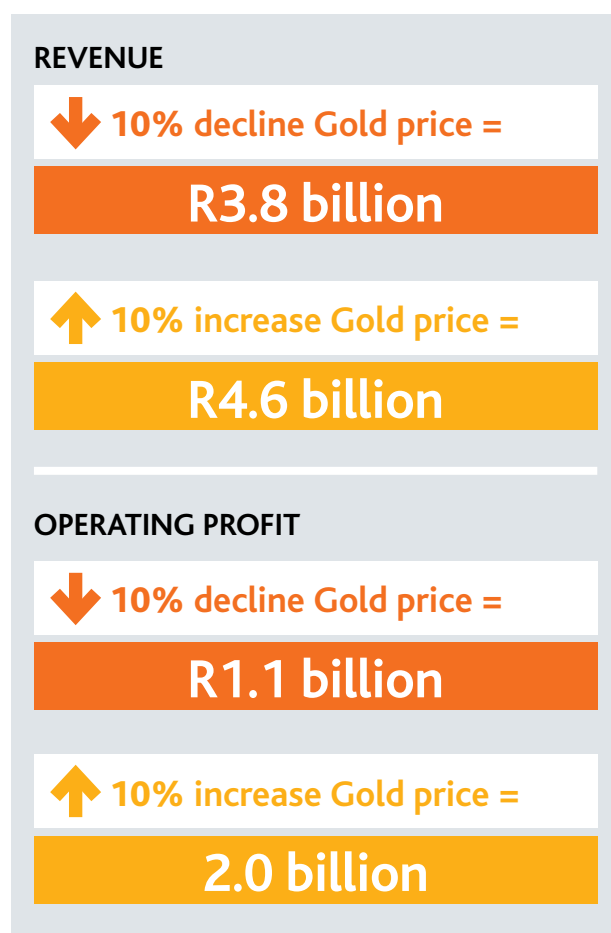 REVENUE
10% decline Gold price =
R3.8 billion
10% increase Gold price =
R4.6 billion
OPERATING PROFIT
10% decline Gold price =
R1.1 billion
10% increase Gold price =
2.0 billion